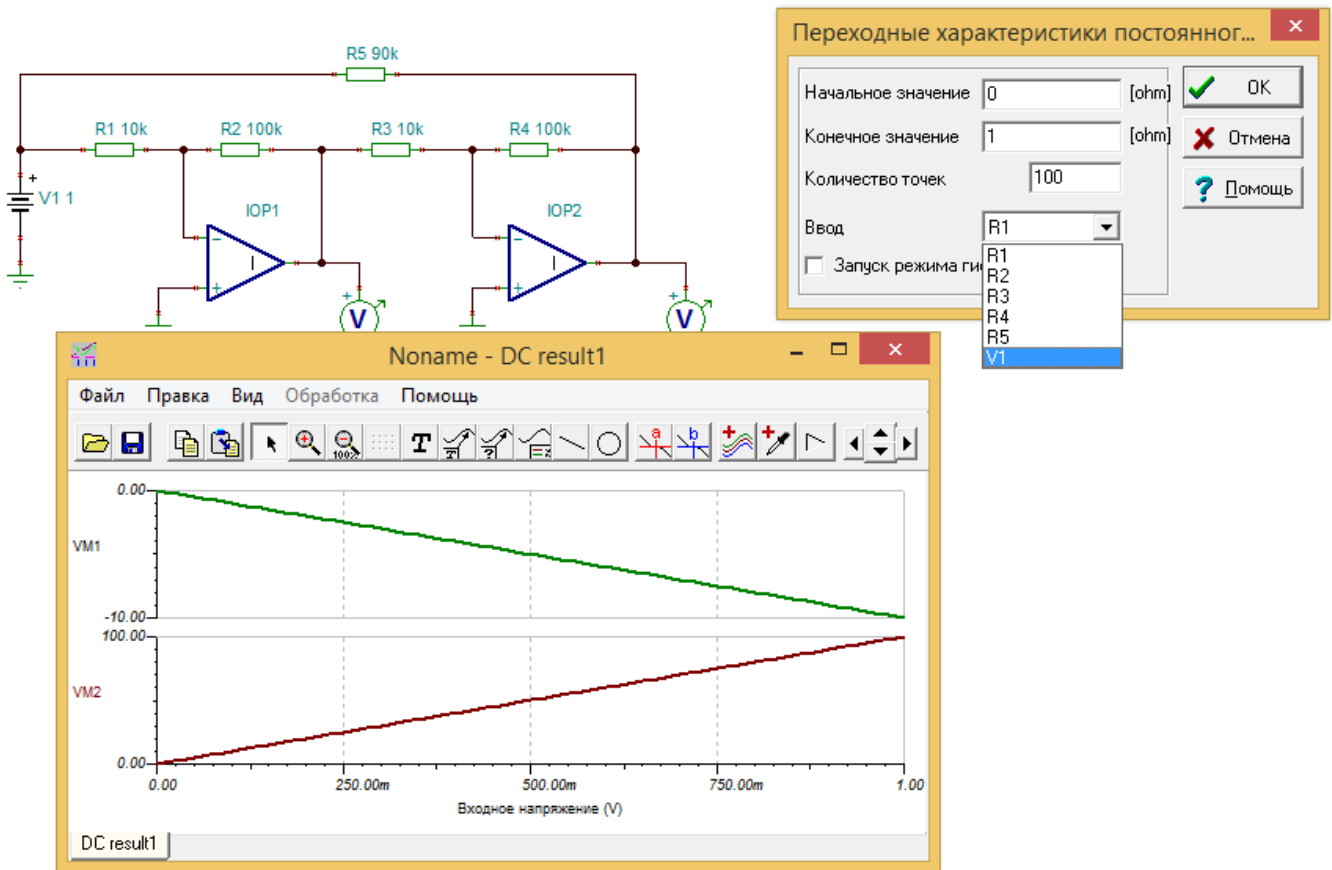 R5 90k
R1 10k
R2 100k
R3 10k
R4 100k
+
V1 1
IOP1
IOP2
+
V
+
V
Переходные характеристики постоянног...
Начальное значение 0 [ohm]
Конечное значение 1 [ohm]
Количество точек 100
Ввод R1
Запуск режима ги
R1
R2
R3
R4
R5
V1
OK
Отмена
Помощь
Noname - DC result1
Файл Правка Вид Обработка Помощь
0.00
VM1
-10.00
100.00
VM2
0.00
0.00 250.00m 500.00m 750.00m 1.00
Входное напряжение (V)
DC result1